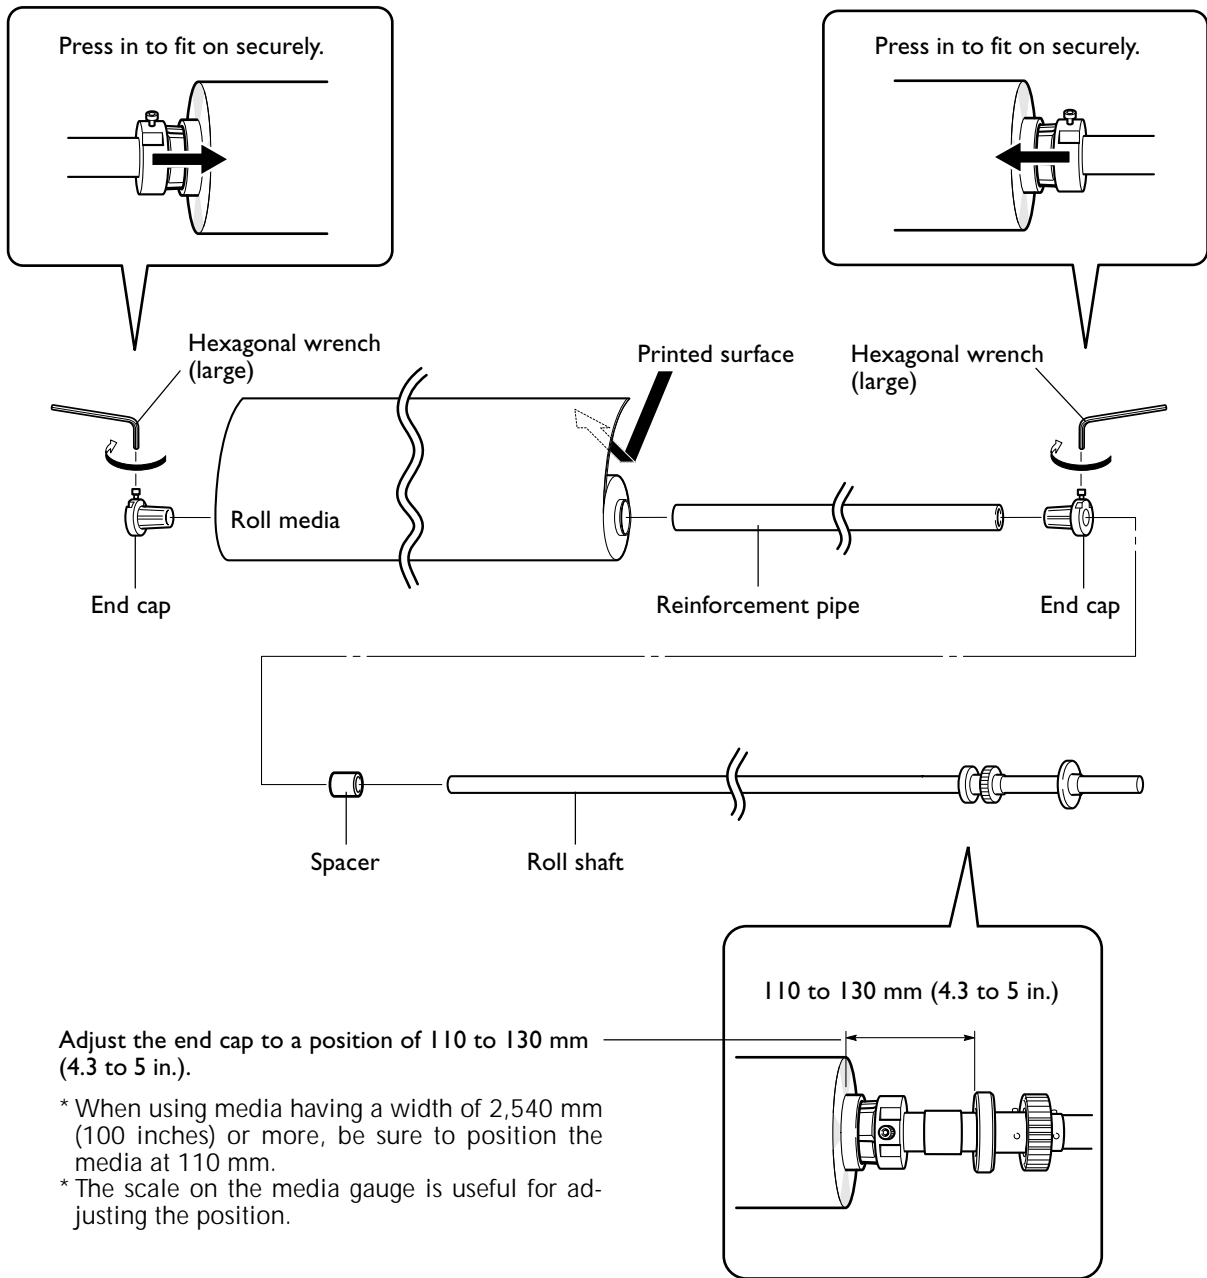 Press in to fit on securely.
Press in to fit on securely.
Hexagonal wrench
(large)
Printed surface
Hexagonal wrench
(large)
Roll media
End cap
Reinforcement pipe
End cap
Spacer
Roll shaft
110 to 130 mm (4.3 to 5 in.)
Adjust the end cap to a position of 110 to 130 mm
(4.3 to 5 in.).
* When using media having a width of 2,540 mm
(100 inches) or more, be sure to position the
media at 110 mm.
* The scale on the media gauge is useful for ad-
justing the position.